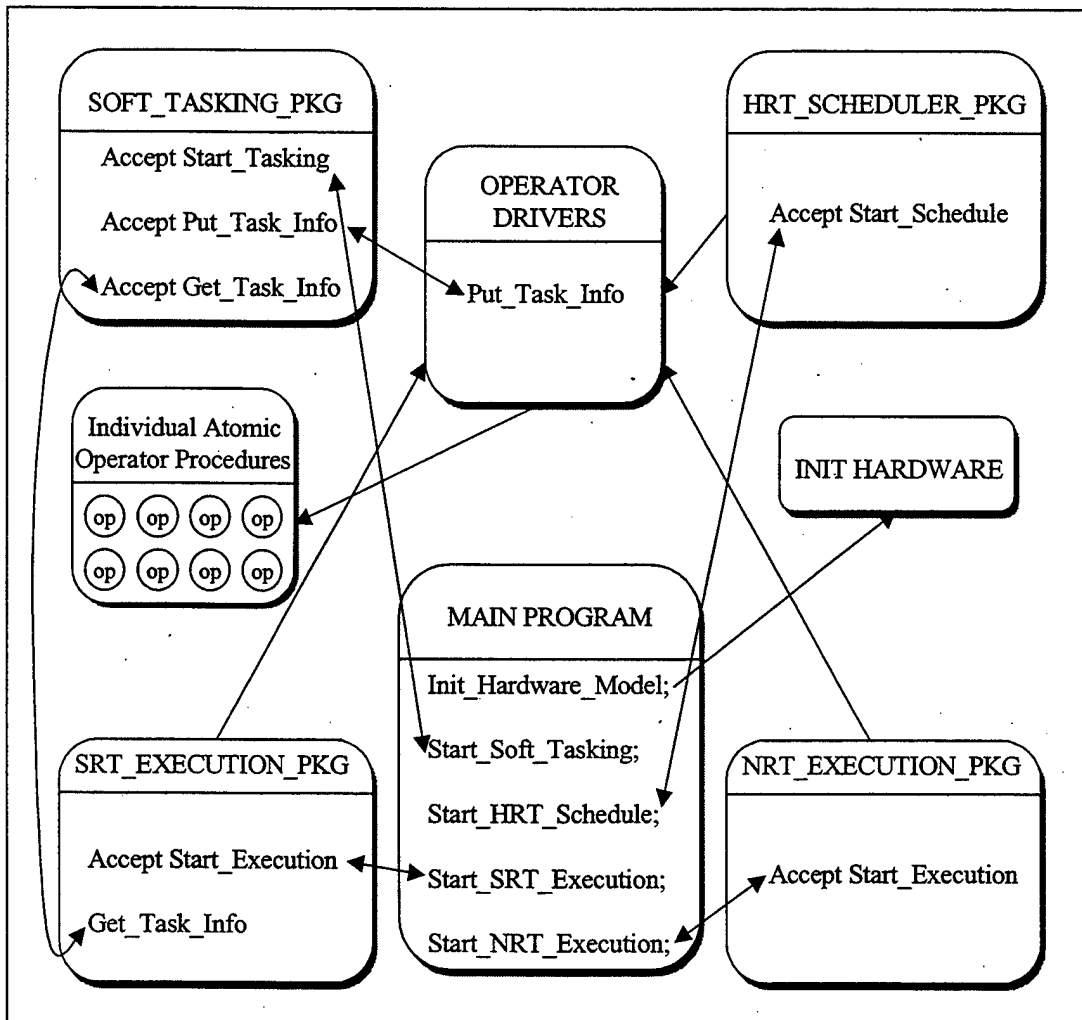 SOFT_TASKING_PKG
Accept Start_Tasking
Accept Put_Task_Info
Accept Get_Task_Info
OPERATOR
DRIVERS
Put_Task_Info
HRT_SCHEDULER_PKG
Accept Start_Schedule
Individual Atomic
Operator Procedures
op op op op
op op op op
INIT HARDWARE
MAIN PROGRAM
Init_Hardware_Model;
Start_Soft_Tasking;
Start_HRT_Schedule;
Start_SRT_Execution;
Start_NRT_Execution;
SRT_EXECUTION_PKG
Accept Start_Execution
Get_Task_Info
NRT_EXECUTION_PKG
Accept Start_Execution